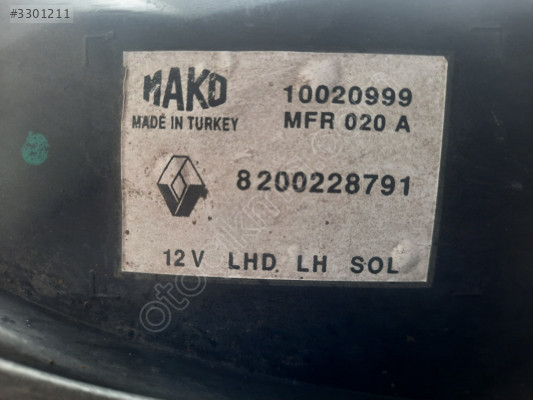 #3301211
MAKO
MADE IN TURKEY
10020999
MFR 020 A
8200228791
12V LHD LH SOL